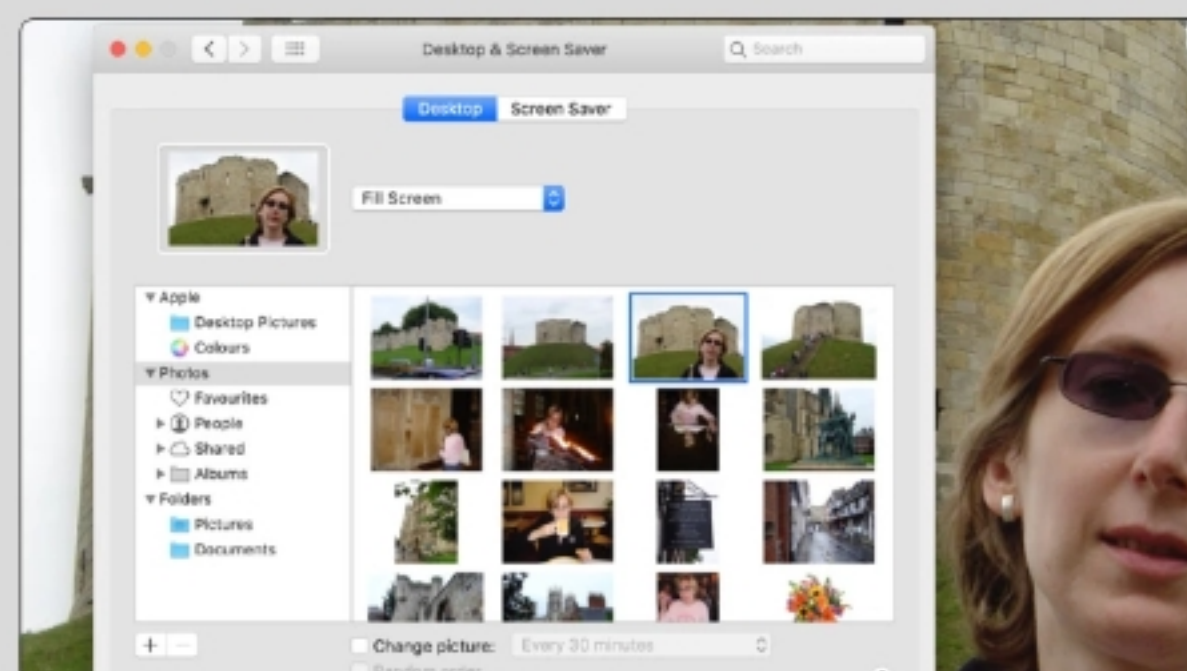 Desktop & Screen Saver
Search
Desktop
Screen Saver
Fill Screen
Apple
Desktop Pictures
Colours
Photos
Favourites
People
Shared
Albums
Folders
Pictures
Documents
+ −
Change picture:
Every 30 minutes